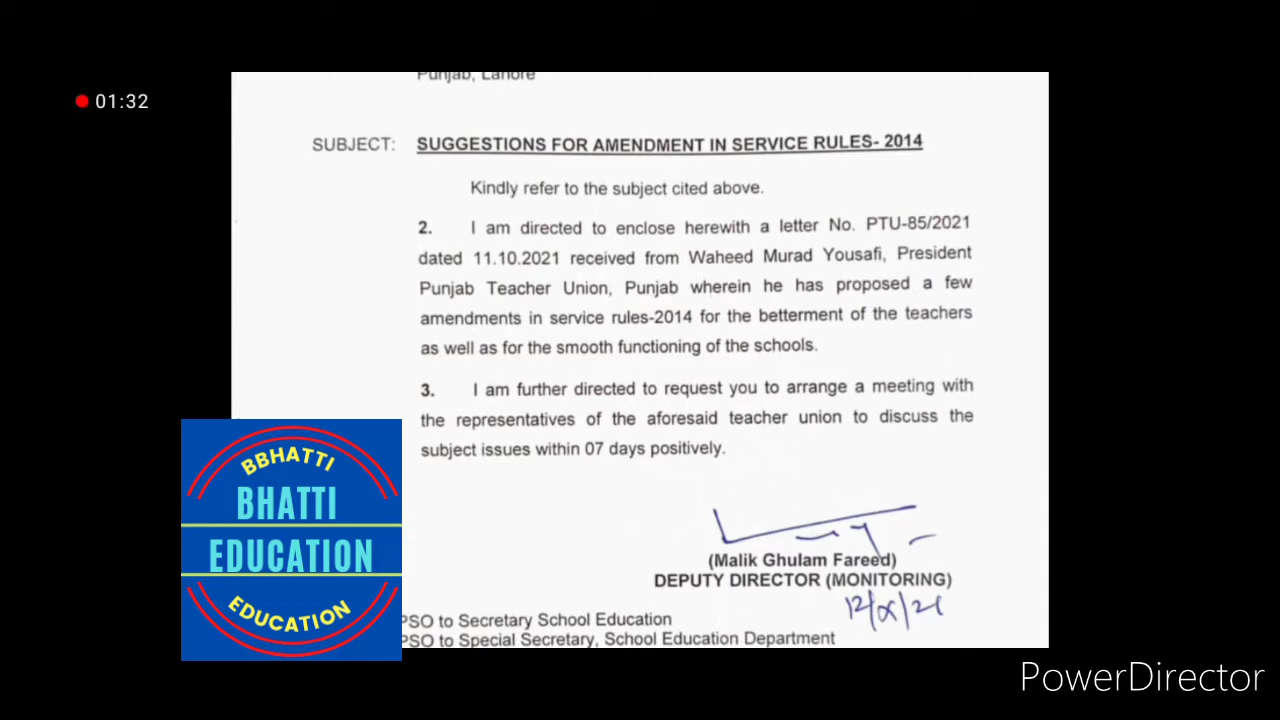 01:32
Punjab, Lahore
SUBJECT: SUGGESTIONS FOR AMENDMENT IN SERVICE RULES- 2014
Kindly refer to the subject cited above.
2. I am directed to enclose herewith a letter No. PTU-85/2021
dated 11.10.2021 received from Waheed Murad Yousafi, President
Punjab Teacher Union, Punjab wherein he has proposed a few
amendments in service rules-2014 for the betterment of the teachers
as well as for the smooth functioning of the schools.
3. I am further directed to request you to arrange a meeting with
the representatives of the aforesaid teacher union to discuss the
subject issues within 07 days positively.
(Malik Ghulam Fareed)
DEPUTY DIRECTOR (MONITORING)
PSO to Secretary School Education
PSO to Special Secretary, School Education Department
BBHATTI
BHATTI
EDUCATION
EDUCATION
PowerDirector